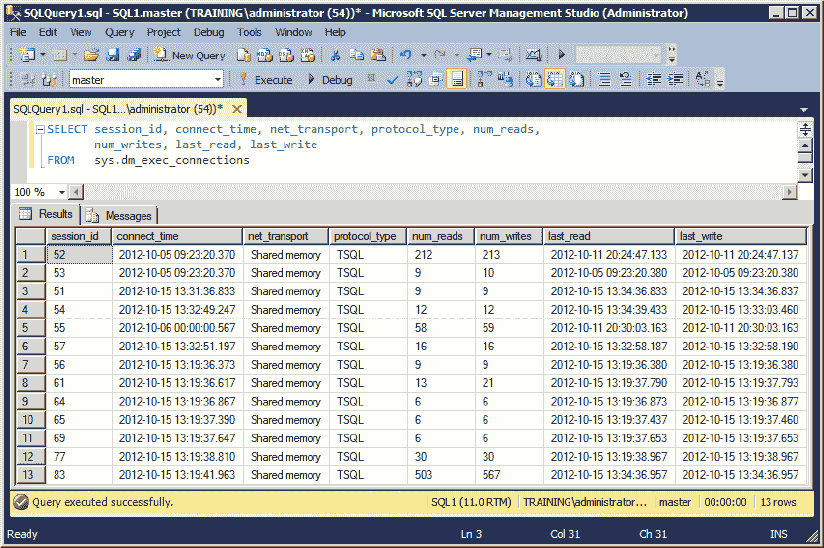 SQLQuery1.sql - SQL1.master (TRAINING\administrator (54))* - Microsoft SQL Server Management Studio (Administrator)
File Edit View Query Project Debug Tools Window Help
New Query
master Execute Debug
SQLQuery1.sql - SQL1...\administrator (54))*
SELECT session_id, connect_time, net_transport, protocol_type, num_reads,
num_writes, last_read, last_write
FROM sys.dm_exec_connections
100 %
Results Messages
session_id connect_time net_transport protocol_type num_reads num_writes last_read last_write
1 52 2012-10-05 09:23:20.370 Shared memory TSQL 212 213 2012-10-11 20:24:47.133 2012-10-11 20:24:47.137
2 53 2012-10-05 09:23:20.370 Shared memory TSQL 9 10 2012-10-05 09:23:20.380 2012-10-05 09:23:20.380
3 51 2012-10-15 13:31:36.833 Shared memory TSQL 9 9 2012-10-15 13:34:36.833 2012-10-15 13:34:36.837
4 54 2012-10-15 13:32:49.247 Shared memory TSQL 12 12 2012-10-15 13:34:39.433 2012-10-15 13:33:03.460
5 55 2012-10-06 00:00:00.567 Shared memory TSQL 58 59 2012-10-11 20:30:03.163 2012-10-11 20:30:03.163
6 57 2012-10-15 13:32:51.197 Shared memory TSQL 16 16 2012-10-15 13:32:58.187 2012-10-15 13:32:58.190
7 56 2012-10-15 13:19:36.373 Shared memory TSQL 9 9 2012-10-15 13:19:36.380 2012-10-15 13:19:36.380
8 61 2012-10-15 13:19:36.617 Shared memory TSQL 13 21 2012-10-15 13:19:37.790 2012-10-15 13:19:37.793
9 64 2012-10-15 13:19:36.867 Shared memory TSQL 6 6 2012-10-15 13:19:36.873 2012-10-15 13:19:36.877
10 65 2012-10-15 13:19:37.390 Shared memory TSQL 6 6 2012-10-15 13:19:37.437 2012-10-15 13:19:37.460
11 69 2012-10-15 13:19:37.647 Shared memory TSQL 6 6 2012-10-15 13:19:37.653 2012-10-15 13:19:37.653
12 77 2012-10-15 13:19:38.810 Shared memory TSQL 30 30 2012-10-15 13:19:38.967 2012-10-15 13:19:38.967
13 83 2012-10-15 13:19:41.963 Shared memory TSQL 503 567 2012-10-15 13:34:36.957 2012-10-15 13:34:36.957
Query executed successfully. SQL1 (11.0 RTM) TRAINING\administrator... master 00:00:00 13 rows
Ready Ln 3 Col 31 Ch 31 INS